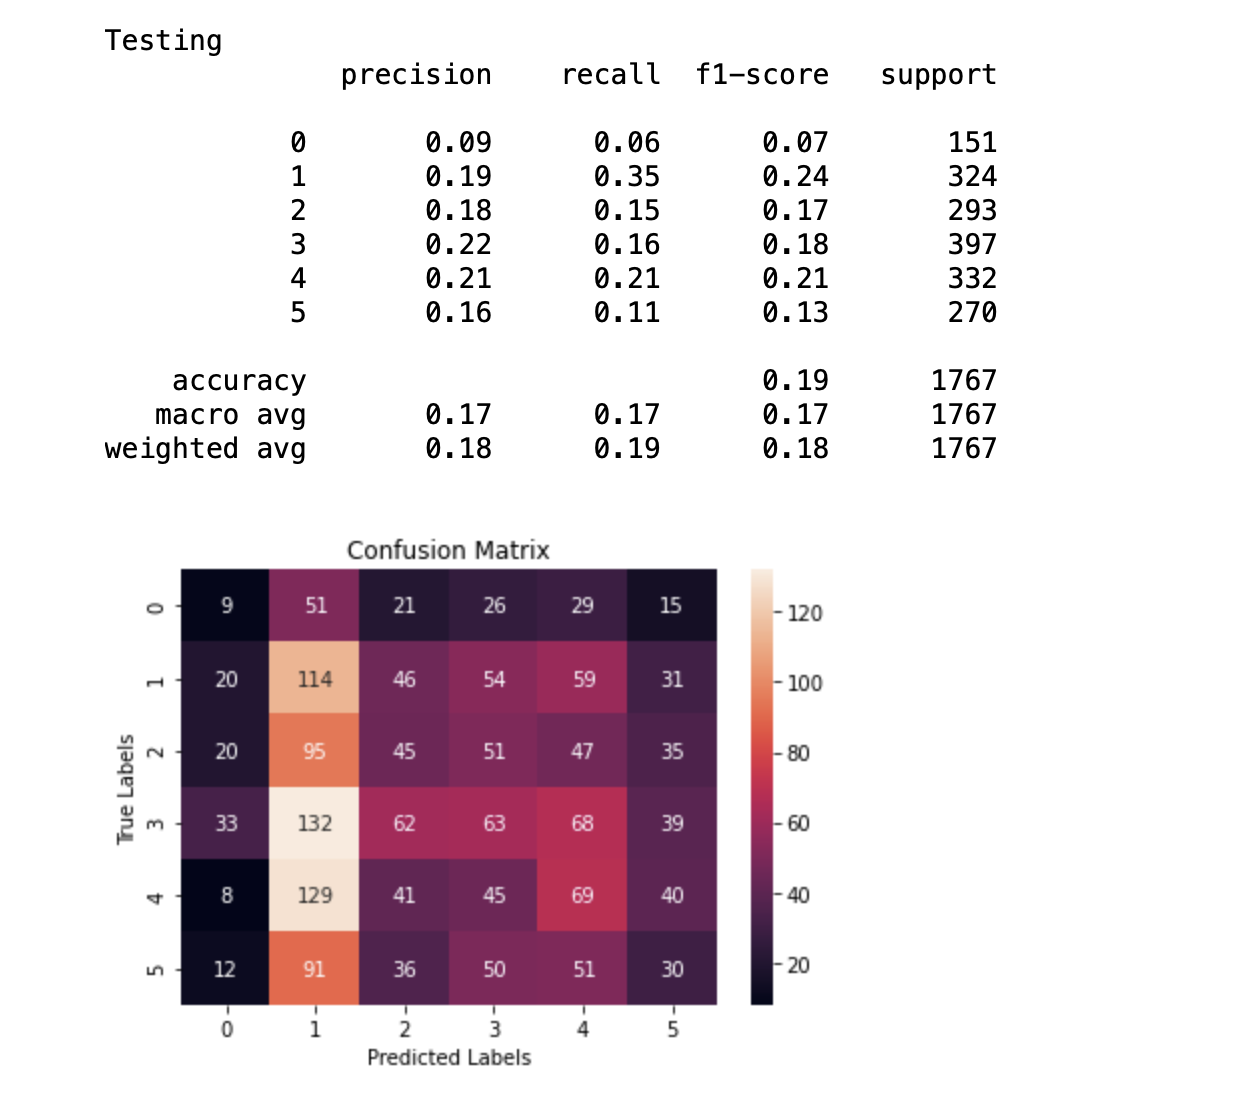 Testing
precision recall f1-score support
0 0.09 0.06 0.07 151
1 0.19 0.35 0.24 324
2 0.18 0.15 0.17 293
3 0.22 0.16 0.18 397
4 0.21 0.21 0.21 332
5 0.16 0.11 0.13 270
accuracy 0.19 1767
macro avg 0.17 0.17 0.17 1767
weighted avg 0.18 0.19 0.18 1767
Confusion Matrix
True Labels
0 9 51 21 26 29 15
1 20 114 46 54 59 31
2 20 95 45 51 47 35
3 33 132 62 63 68 39
4 8 129 41 45 69 40
5 12 91 36 50 51 30
0 1 2 3 4 5
Predicted Labels
120
100
80
60
40
20